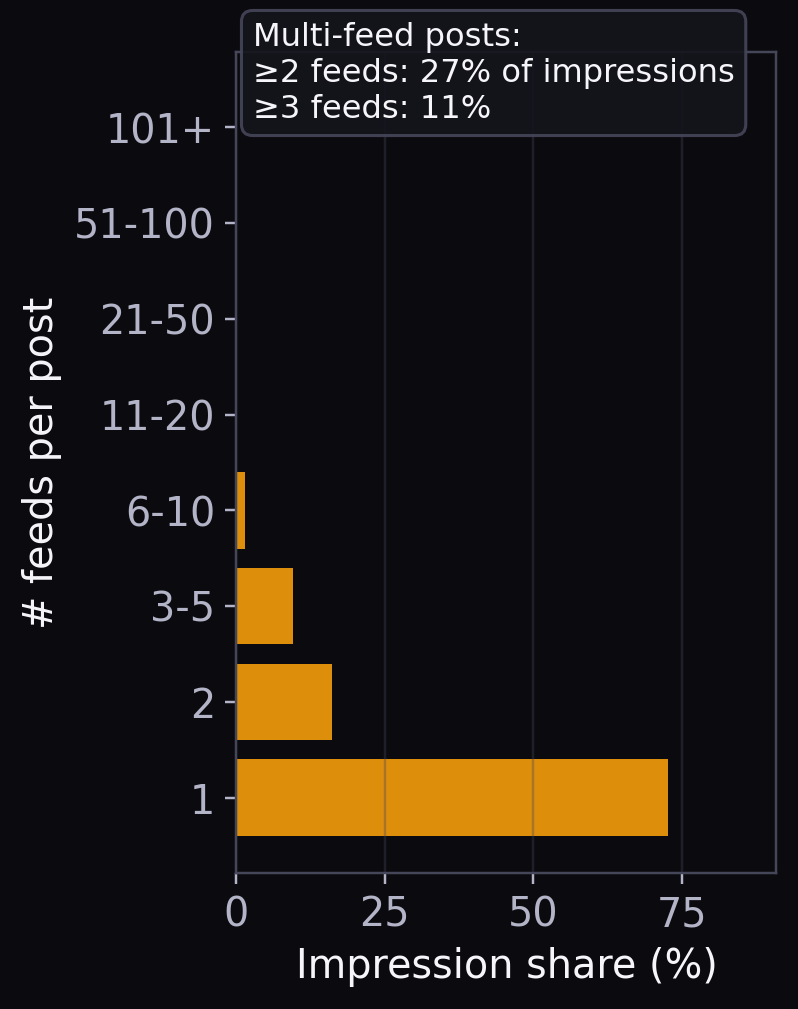 Multi-feed posts:
≥2 feeds: 27% of impressions
≥3 feeds: 11%
# feeds per post
101+
51-100
21-50
11-20
6-10
3-5
2
1
0 25 50 75
Impression share (%)